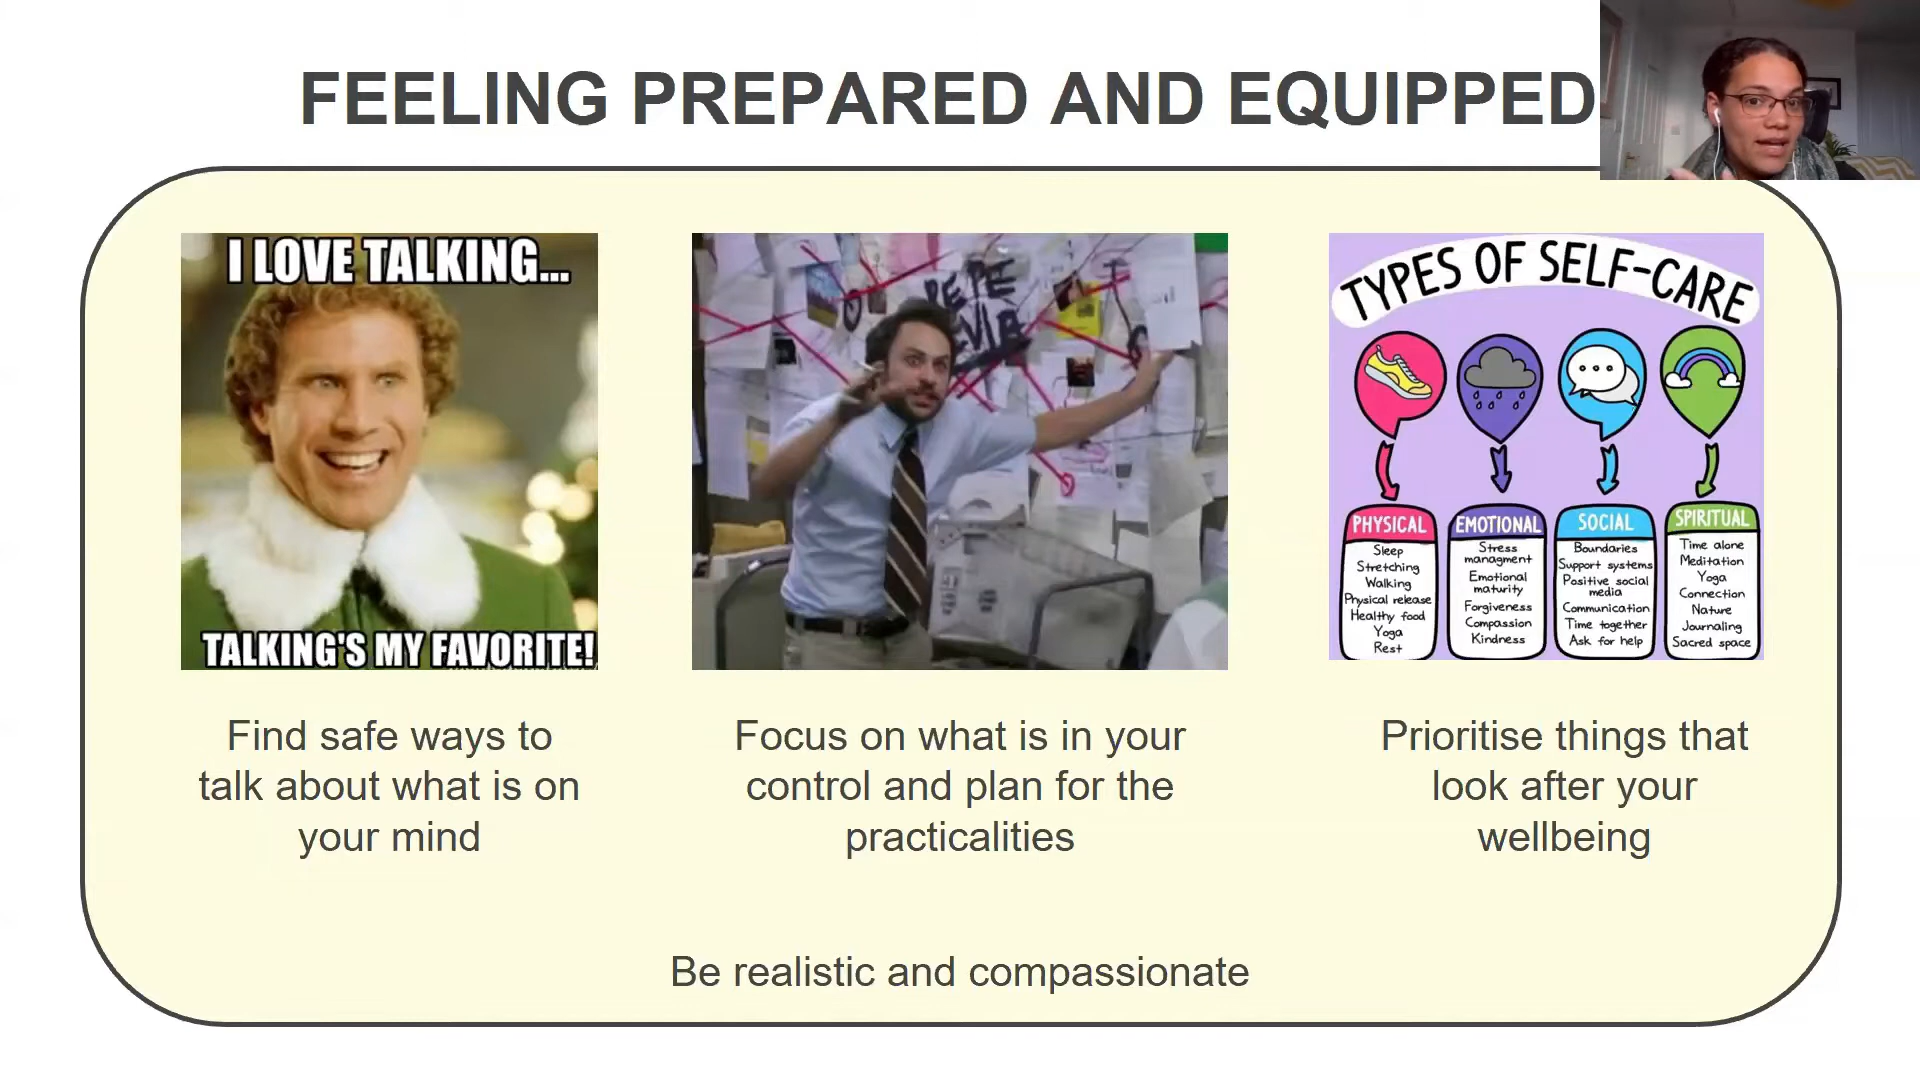 FEELING PREPARED AND EQUIPPED
I LOVE TALKING...
TALKING'S MY FAVORITE!
PEPE
SILVIA
TYPES OF SELF-CARE
PHYSICAL
Sleep
Stretching
Walking
Physical release
Healthy food
Yoga
Rest
EMOTIONAL
Stress
managment
Emotional
maturity
Forgiveness
Compassion
Kindness
SOCIAL
Boundaries
Support systems
Positive social
media
Communication
Time together
Ask for help
SPIRITUAL
Time alone
Meditation
Yoga
Connection
Nature
Journaling
Sacred space
Find safe ways to
talk about what is on
your mind
Focus on what is in your
control and plan for the
practicalities
Prioritise things that
look after your
wellbeing
Be realistic and compassionate